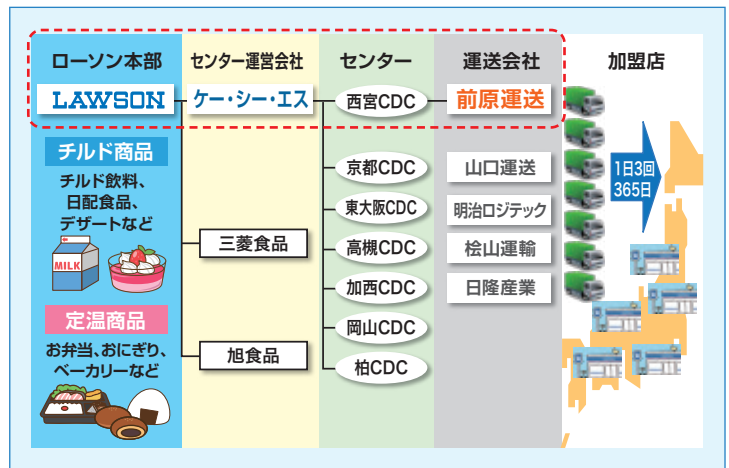 ローソン本部
センター運営会社
センター
運送会社
加盟店
LAWSON
ケー・シー・エス
西宮CDC
前原運送
チルド商品
チルド飲料、
日配食品、
デザートなど
MILK
定温商品
お弁当、おにぎり、
ベーカリーなど
三菱食品
旭食品
京都CDC
東大阪CDC
高槻CDC
加西CDC
岡山CDC
柏CDC
山口運送
明治ロジテック
桧山運輸
日隆産業
1日3回
365日